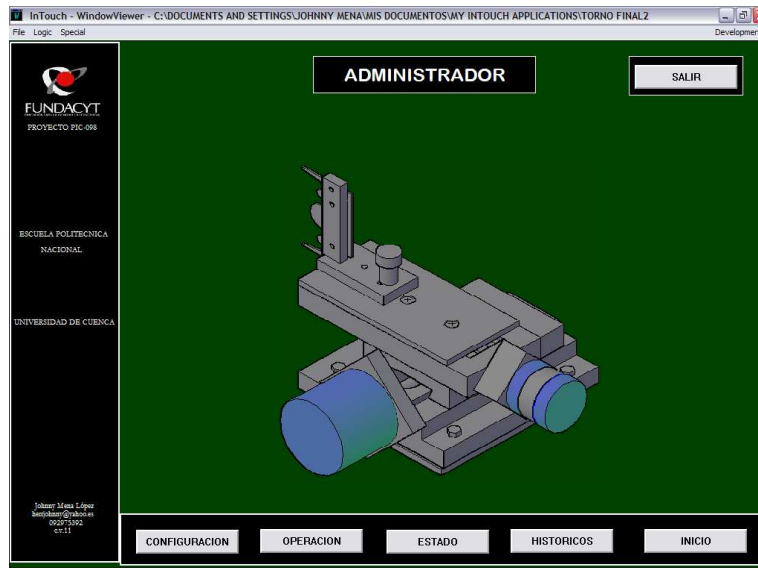 InTouch - WindowViewer - C:\DOCUMENTS AND SETTINGS\JOHNNY MENA\MIS DOCUMENTOS\MY INTOUCH APPLICATIONS\TORNO FINAL2
File Logic Special
Developmen
ADMINISTRADOR
SALIR
FUNDACYT
PROYECTO PIC-098
ESCUELA POLITECNICA
NACIONAL
UNIVERSIDAD DE CUENCA
Johnny Mena López
092975392
c.v.11
CONFIGURACION
OPERACION
ESTADO
HISTORICOS
INICIO